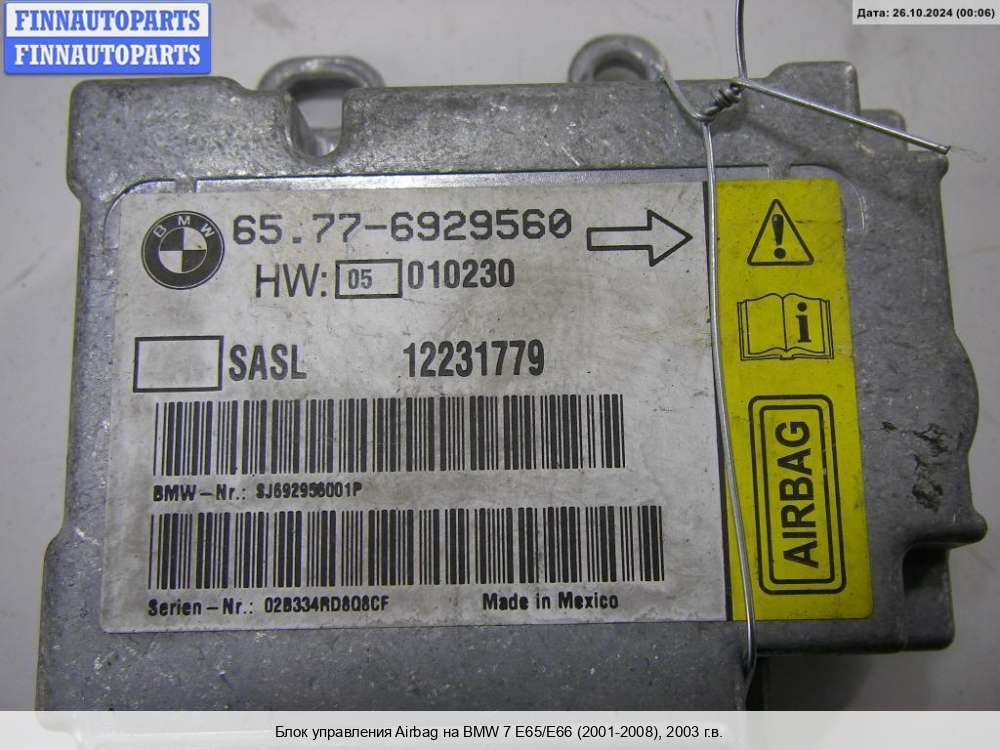 FINNAUTOPARTS
FINNAUTOPARTS
Дата: 26.10.2024 (00:06)
BMW
65.77-6929560
HW: 05 010230
SASL 12231779
BMW-Nr.: SJ692956001P
Serien-Nr.: 02B334RD8Q8CF Made in Mexico
AIRBAG
Блок управления Airbag на BMW 7 E65/E66 (2001-2008), 2003 г.в.